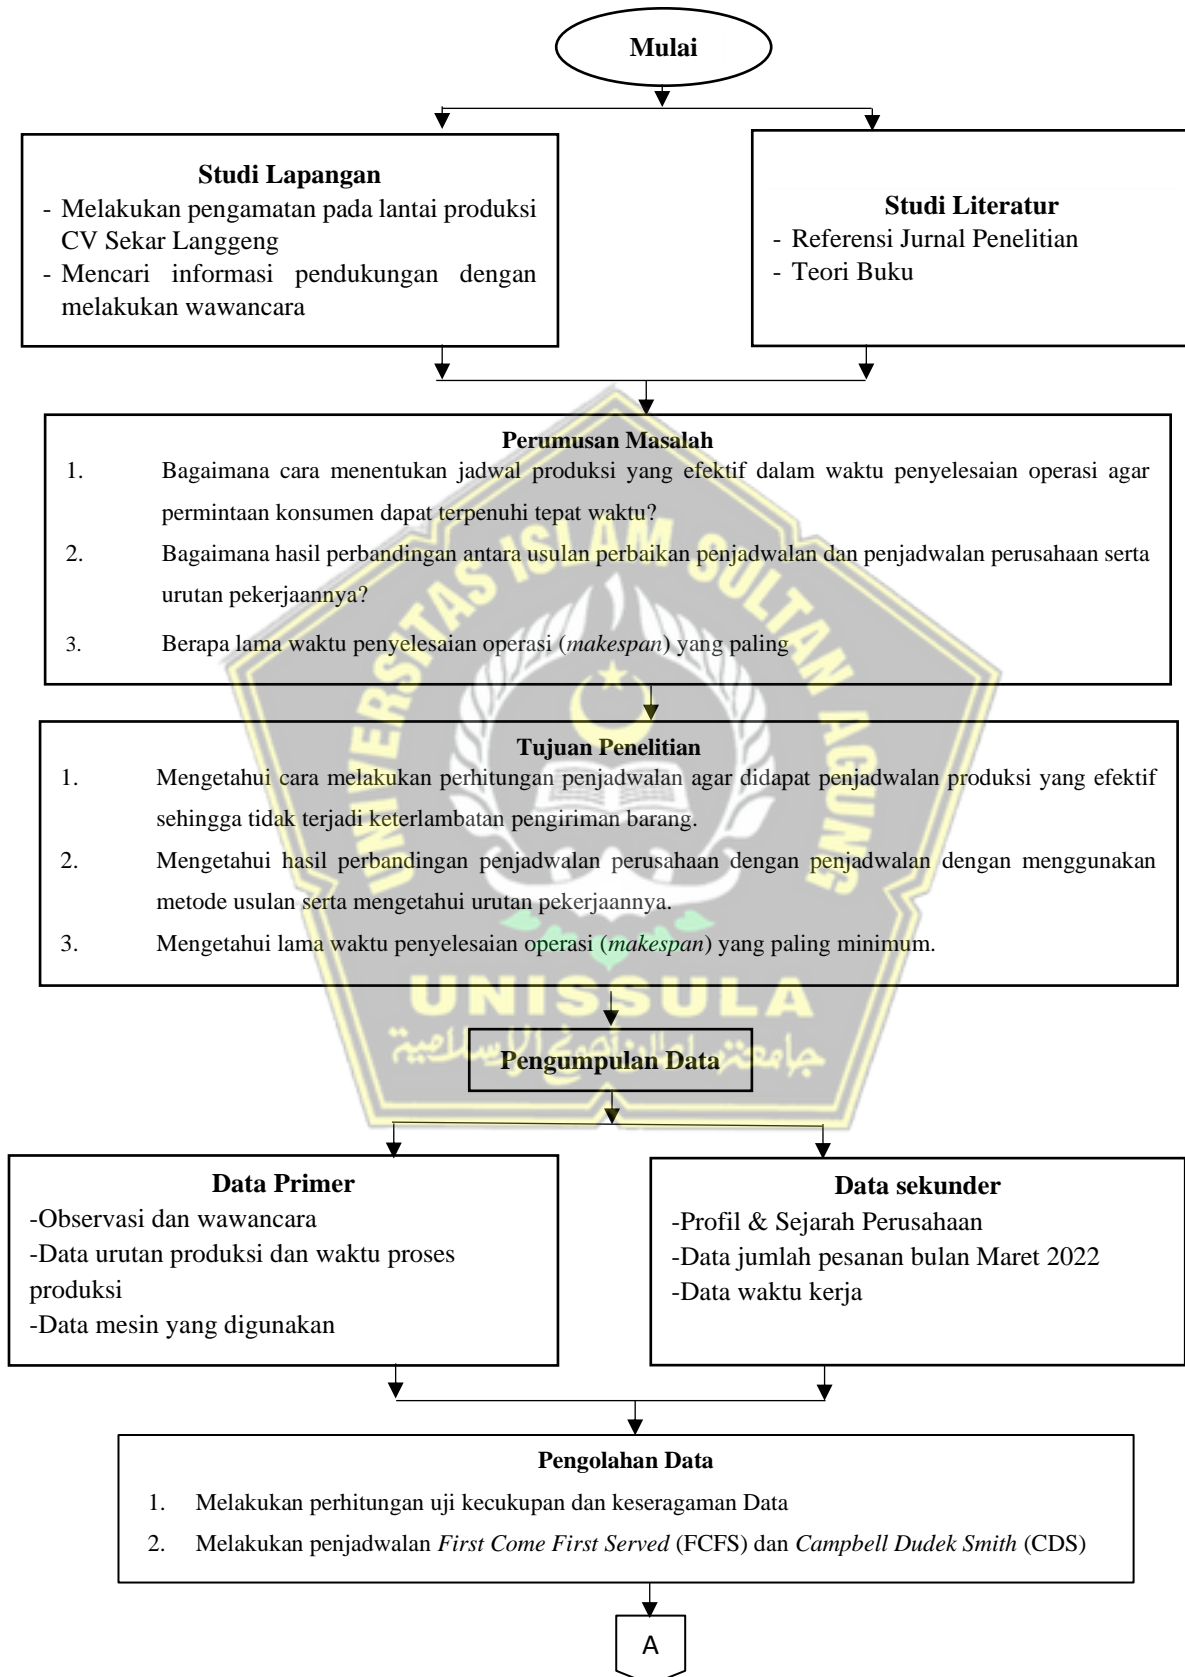 Mulai
Studi Lapangan
- Melakukan pengamatan pada lantai produksi
CV Sekar Langgeng
- Mencari informasi pendukungan dengan
melakukan wawancara
Studi Literatur
- Referensi Jurnal Penelitian
- Teori Buku
Perumusan Masalah
1. Bagaimana cara menentukan jadwal produksi yang efektif dalam waktu penyelesaian operasi agar
permintaan konsumen dapat terpenuhi tepat waktu?
2. Bagaimana hasil perbandingan antara usulan perbaikan penjadwalan dan penjadwalan perusahaan serta
urutan pekerjaannya?
3. Berapa lama waktu penyelesaian operasi (makespan) yang paling
Tujuan Penelitian
1. Mengetahui cara melakukan perhitungan penjadwalan agar didapat penjadwalan produksi yang efektif
sehingga tidak terjadi keterlambatan pengiriman barang.
2. Mengetahui hasil perbandingan penjadwalan perusahaan dengan penjadwalan dengan menggunakan
metode usulan serta mengetahui urutan pekerjaannya.
3. Mengetahui lama waktu penyelesaian operasi (makespan) yang paling minimum.
UNIVERSITAS ISLAM SULTAN AGUNG
UNISSULA
جامعتنسلطان أجونج الإسلامية
Pengumpulan Data
Data Primer
-Observasi dan wawancara
-Data urutan produksi dan waktu proses
produksi
-Data mesin yang digunakan
Data sekunder
-Profil & Sejarah Perusahaan
-Data jumlah pesanan bulan Maret 2022
-Data waktu kerja
Pengolahan Data
1. Melakukan perhitungan uji kecukupan dan keseragaman Data
2. Melakukan penjadwalan First Come First Served (FCFS) dan Campbell Dudek Smith (CDS)
A